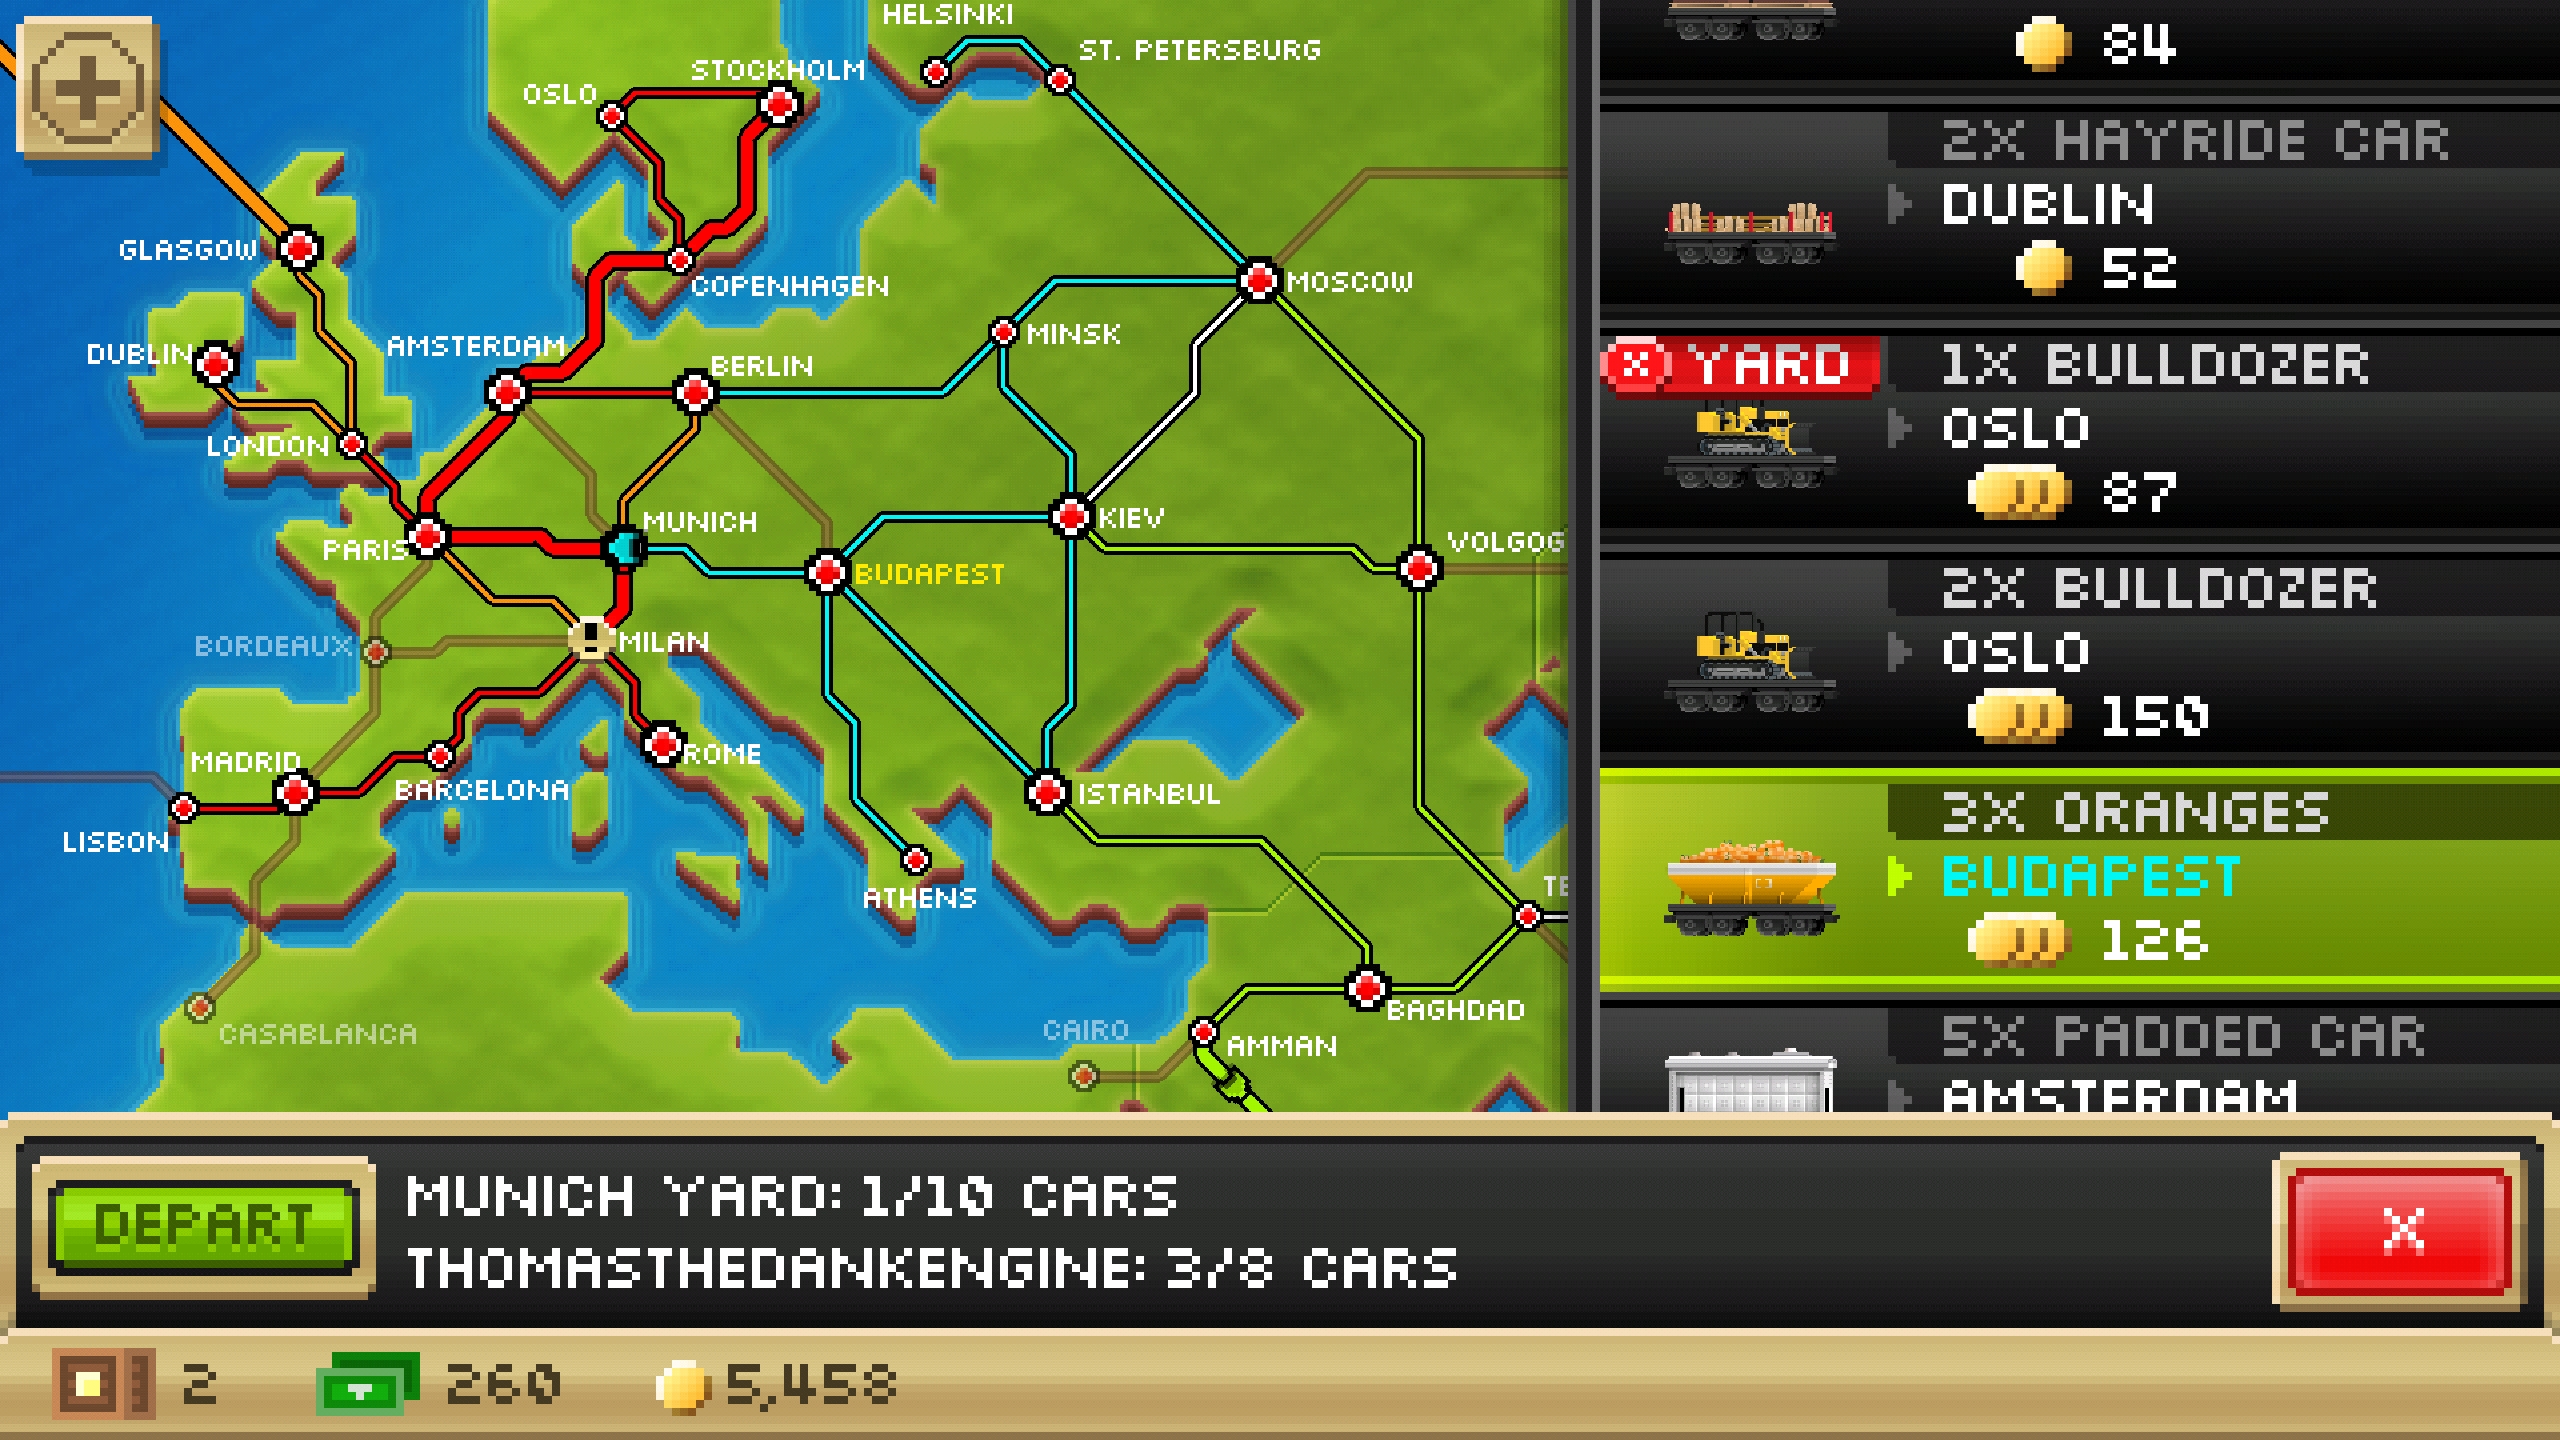 HELSINKI
ST. PETERSBURG
STOCKHOLM
OSLO
GLASGOW
COPENHAGEN
MOSCOW
MINSK
AMSTERDAM
DUBLIN
BERLIN
LONDON
MUNICH
KIEV
PARIS
VOLGOG
BUDAPEST
BORDEAUX
MILAN
ROME
MADRID
BARCELONA
ISTANBUL
LISBON
ATHENS
TE
BAGHDAD
CASABLANCA
CAIRO
AMMAN
84
2X HAYRIDE CAR
DUBLIN
52
X YARD
1X BULLDOZER
OSLO
87
2X BULLDOZER
OSLO
150
3X ORANGES
BUDAPEST
126
5X PADDED CAR
AMSTERDAM
DEPART
MUNICH YARD: 1/10 CARS
THOMASTHEDANKENGINE: 3/8 CARS
X
2 260 5,458